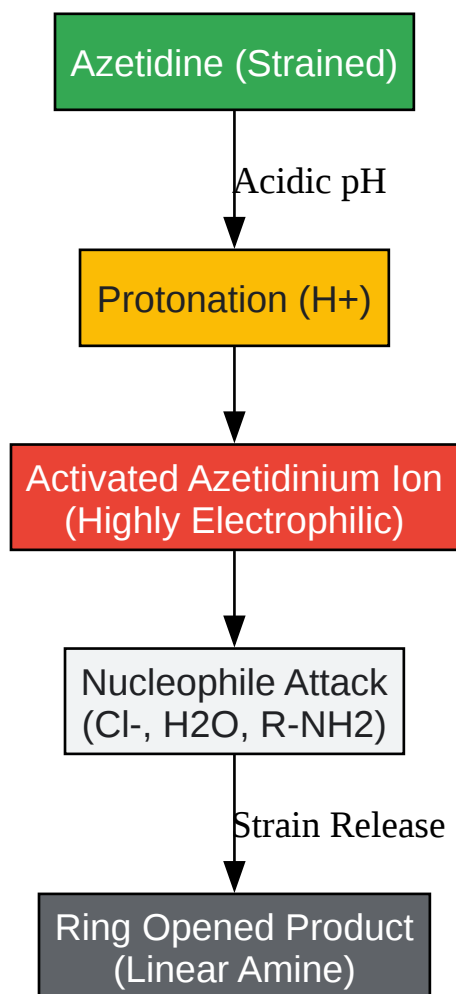 Azetidine (Strained)
Acidic pH
Protonation (H+)
Activated Azetidinium Ion
(Highly Electrophilic)
Nucleophile Attack
(Cl-, H2O, R-NH2)
Strain Release
Ring Opened Product
(Linear Amine)